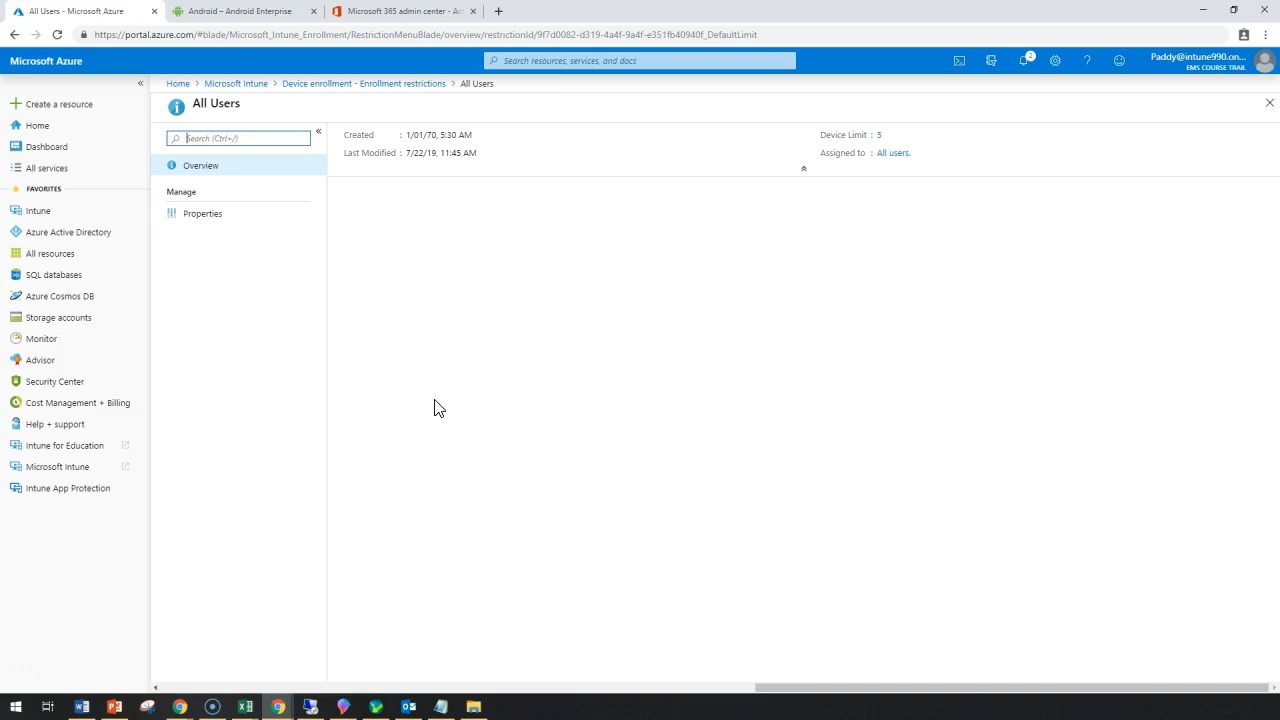 All Users - Microsoft Azure
Android – Android Enterprise
Microsoft 365 admin center - Ac
https://portal.azure.com/#blade/Microsoft_Intune_Enrollment/RestrictionMenuBlade/overview/restrictionId/9f7d0082-d319-4a4f-9a4f-e351fb40940f_DefaultLimit
Microsoft Azure
Search resources, services, and docs
2
Paddy@intune990.on...
EMS COURSE TRAIL
Home > Microsoft Intune > Device enrollment - Enrollment restrictions > All Users
All Users
Create a resource
Home
Dashboard
All services
FAVORITES
Intune
Azure Active Directory
All resources
SQL databases
Azure Cosmos DB
Storage accounts
Monitor
Advisor
Security Center
Cost Management + Billing
Help + support
Intune for Education
Microsoft Intune
Intune App Protection
Search (Ctrl+/)
Overview
Manage
Properties
Created : 1/01/70, 5:30 AM
Last Modified : 7/22/19, 11:45 AM
Device Limit : 5
Assigned to : All users.